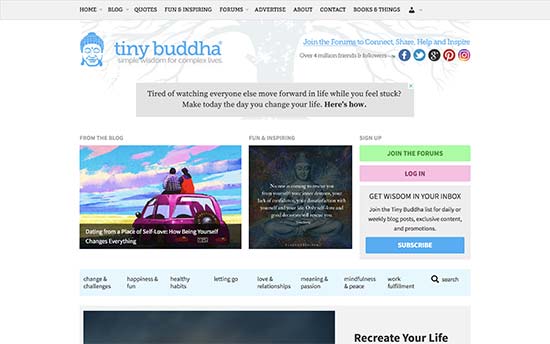 HOME BLOG QUOTES FUN & INSPIRING FORUMS ADVERTISE ABOUT CONTACT BOOKS & THINGS
tiny buddha®
simple wisdom for complex lives.
Join the Forums to Connect, Share, Help and Inspire
Over 4 million friends & followers
Tired of watching everyone else move forward in life while you feel stuck?
Make today the day you change your life. Here's how.
FROM THE BLOG
FUN & INSPIRING
SIGN UP
Dating from a Place of Self-Love: How Being Yourself
Changes Everything
No one is coming to rescue
you from yourself: your inner demons, your
lack of confidence, your dissatisfaction with
yourself and your life. Only self-love and
good decisions will rescue you.
JOIN THE FORUMS
LOG IN
GET WISDOM IN YOUR INBOX
Join the Tiny Buddha list for daily or
weekly blog posts, exclusive content,
and promotions.
SUBSCRIBE
change &
challenges
happiness &
fun
healthy
habits
letting go
love &
relationships
meaning &
passion
mindfulness
& peace
work
fulfillment
search
Recreate Your Life